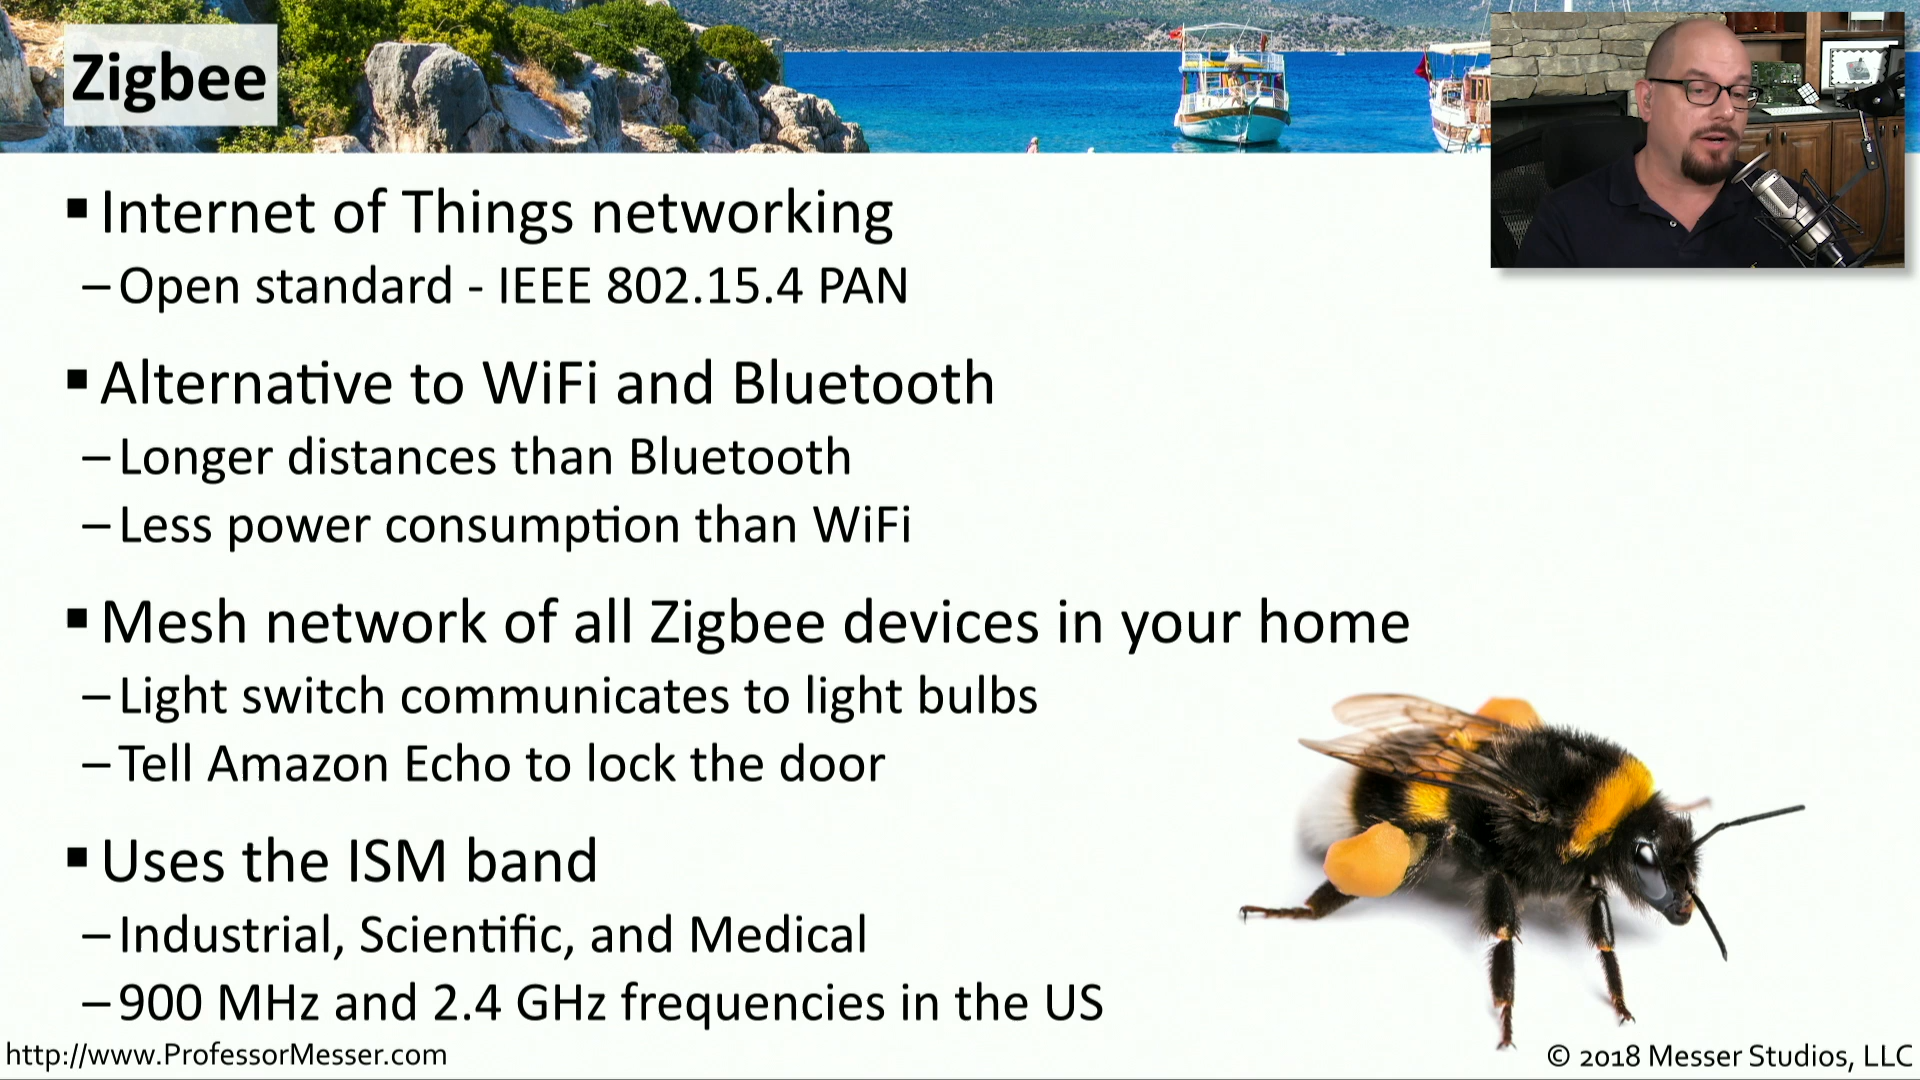 Zigbee
▪ Internet of Things networking
– Open standard - IEEE 802.15.4 PAN
▪ Alternative to WiFi and Bluetooth
– Longer distances than Bluetooth
– Less power consumption than WiFi
▪ Mesh network of all Zigbee devices in your home
– Light switch communicates to light bulbs
– Tell Amazon Echo to lock the door
▪ Uses the ISM band
– Industrial, Scientific, and Medical
– 900 MHz and 2.4 GHz frequencies in the US
http://www.ProfessorMesser.com
© 2018 Messer Studios, LLC